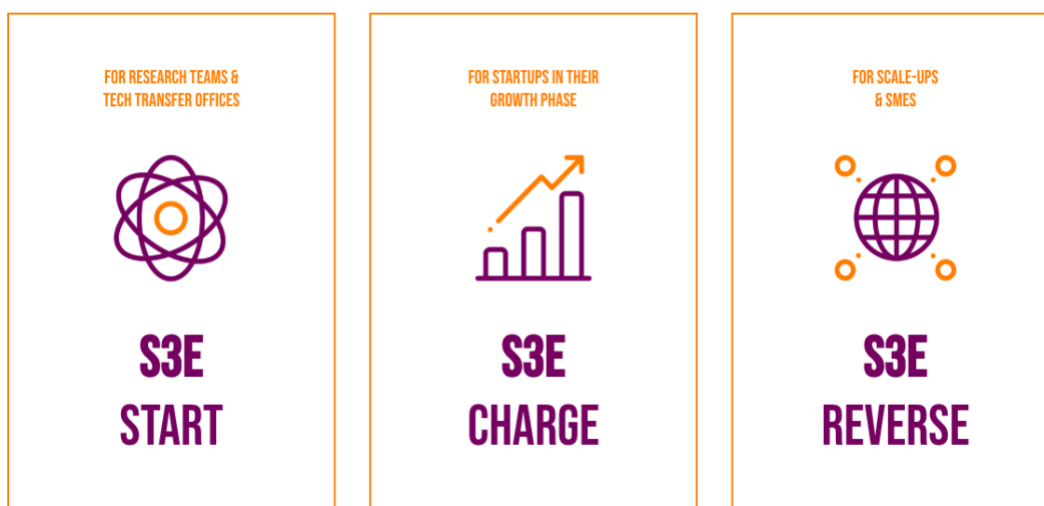 FOR RESEARCH TEAMS &
TECH TRANSFER OFFICES
S3E
START
FOR STARTUPS IN THEIR
GROWTH PHASE
S3E
CHARGE
FOR SCALE-UPS
& SMES
S3E
REVERSE